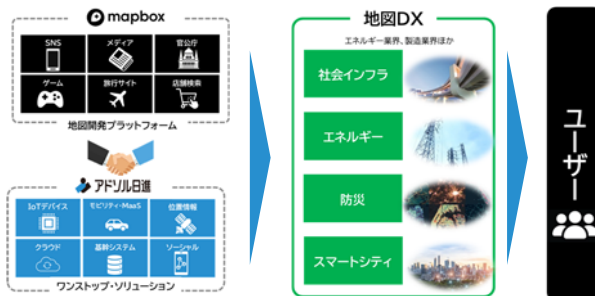 mapbox
SNS
メディア
官公庁
ゲーム
旅行サイト
店舗検索
地図開発プラットフォーム
アドソル日進
IoTデバイス
モビリティ・MaaS
位置情報
クラウド
基幹システム
ソーシャル
ワンストップ・ソリューション
地図DX
エネルギー業界、製造業界ほか
社会インフラ
エネルギー
防災
スマートシティ
ユーザー